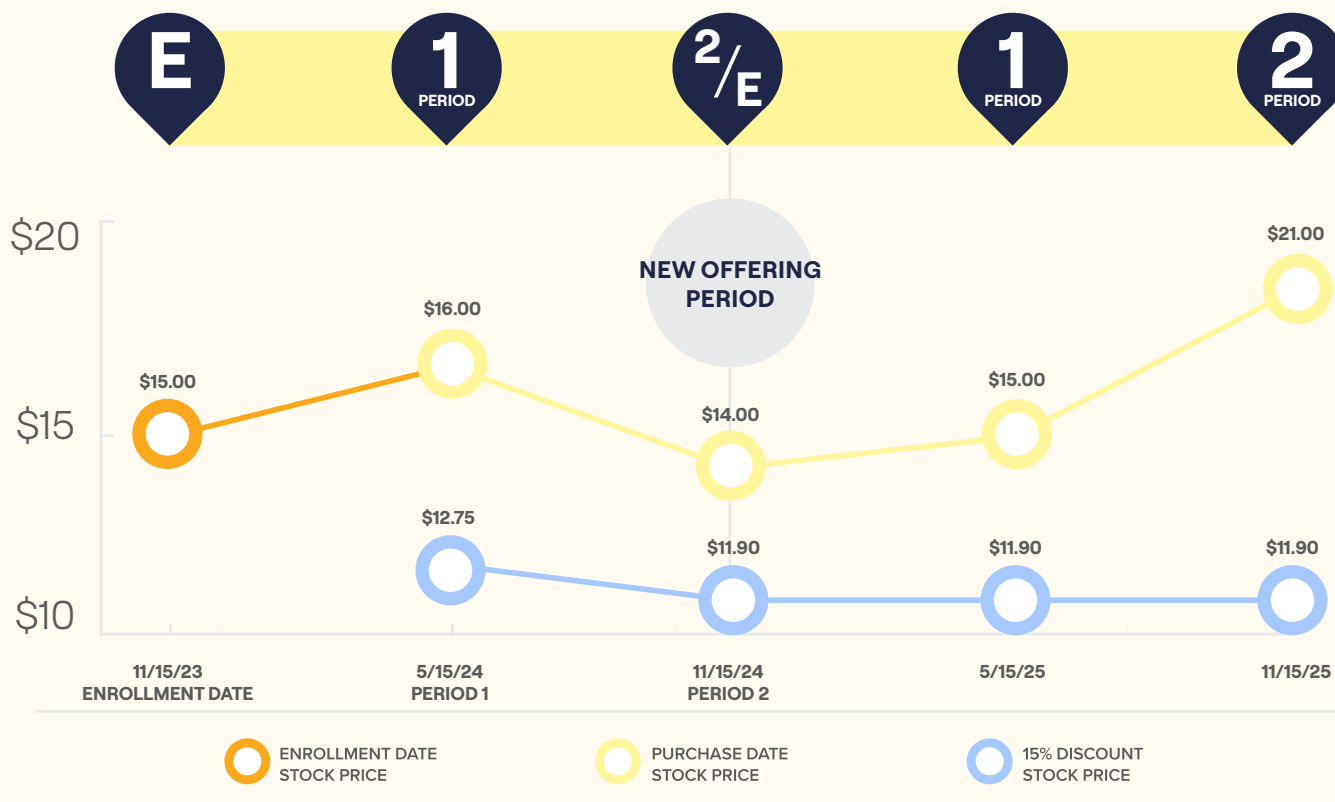 E
1
PERIOD
2/E
1
PERIOD
2
PERIOD
$20
$15
$10
NEW OFFERING
PERIOD
$15.00
$16.00
$14.00
$15.00
$21.00
$12.75
$11.90
$11.90
$11.90
11/15/23
ENROLLMENT DATE
5/15/24
PERIOD 1
11/15/24
PERIOD 2
5/15/25
11/15/25
ENROLLMENT DATE
STOCK PRICE
PURCHASE DATE
STOCK PRICE
15% DISCOUNT
STOCK PRICE